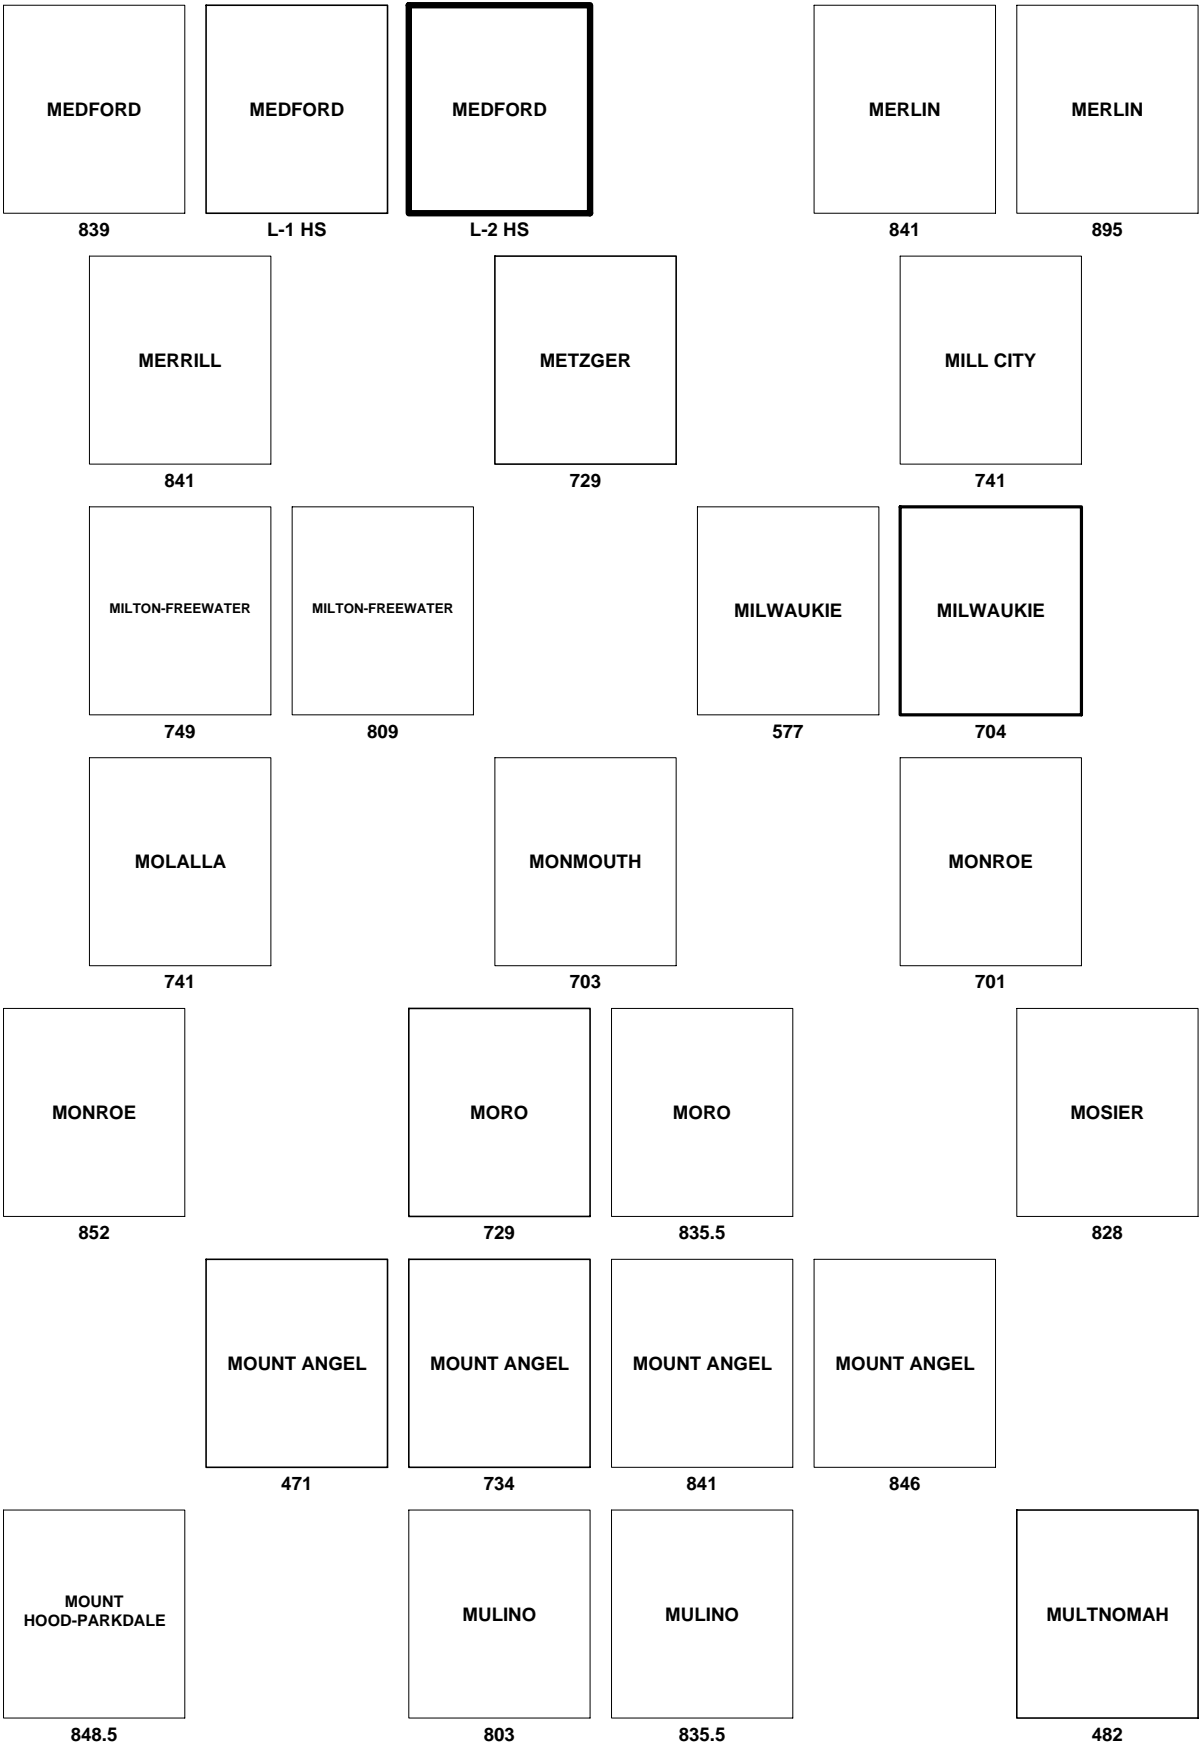 MEDFORD MEDFORD MEDFORD MERLIN MERLIN
839 L-1 HS L-2 HS 841 895
MERRILL METZGER MILL CITY
841 729 741
MILTON-FREEWATER MILTON-FREEWATER MILWAUKIE MILWAUKIE
749 809 577 704
MOLALLA MONMOUTH MONROE
741 703 701
MONROE MORO MORO MOSIER
852 729 835.5 828
MOUNT ANGEL MOUNT ANGEL MOUNT ANGEL MOUNT ANGEL
471 734 841 846
MOUNT
HOOD-PARKDALE MULINO MULINO MULTNOMAH
848.5 803 835.5 482